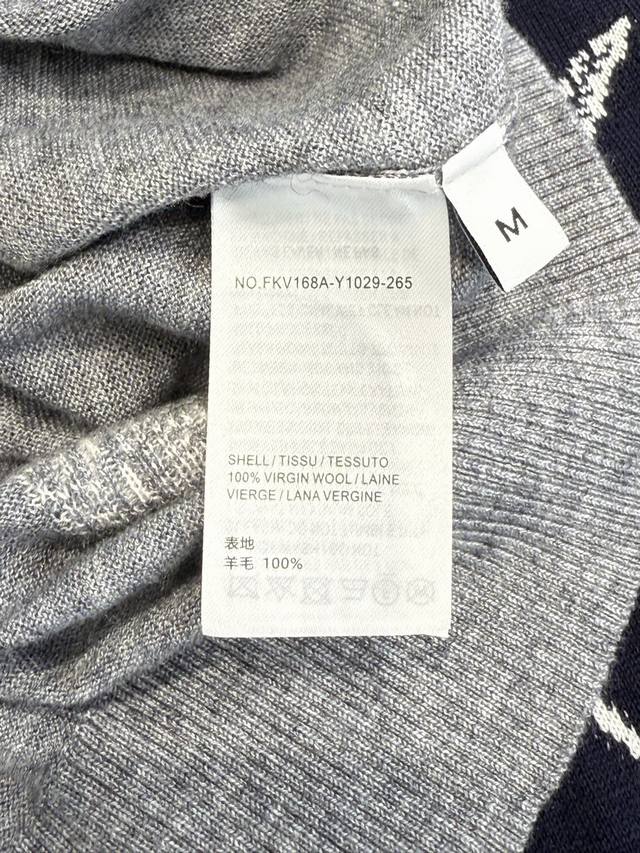 M
NO.FKV168A-Y1029-265
SHELL/TISSU/TESSUTO
100% VIRGIN WOOL/LAINE
VIERGE/LANA VERGINE
表地
羊毛 100%